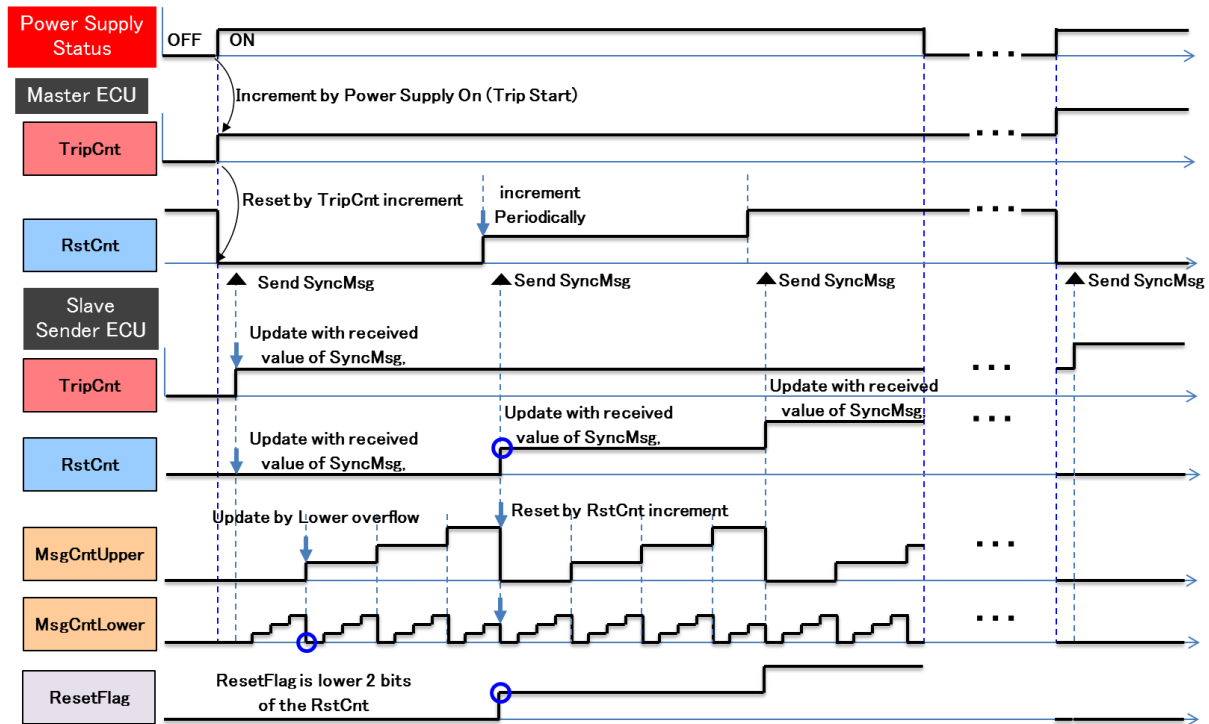 Power Supply
Status
OFF
ON
Master ECU
Increment by Power Supply On (Trip Start)
TripCnt
Reset by TripCnt increment
increment
Periodically
RstCnt
Send SyncMsg
Send SyncMsg
Send SyncMsg
Send SyncMsg
Slave
Sender ECU
Update with received
value of SyncMsg,
TripCnt
Update with received
value of SyncMsg,
Update with received
value of SyncMsg,
Update with received
value of SyncMsg,
RstCnt
Update by Lower overflow
Reset by RstCnt increment
MsgCntUpper
MsgCntLower
ResetFlag is lower 2 bits
of the RstCnt
ResetFlag